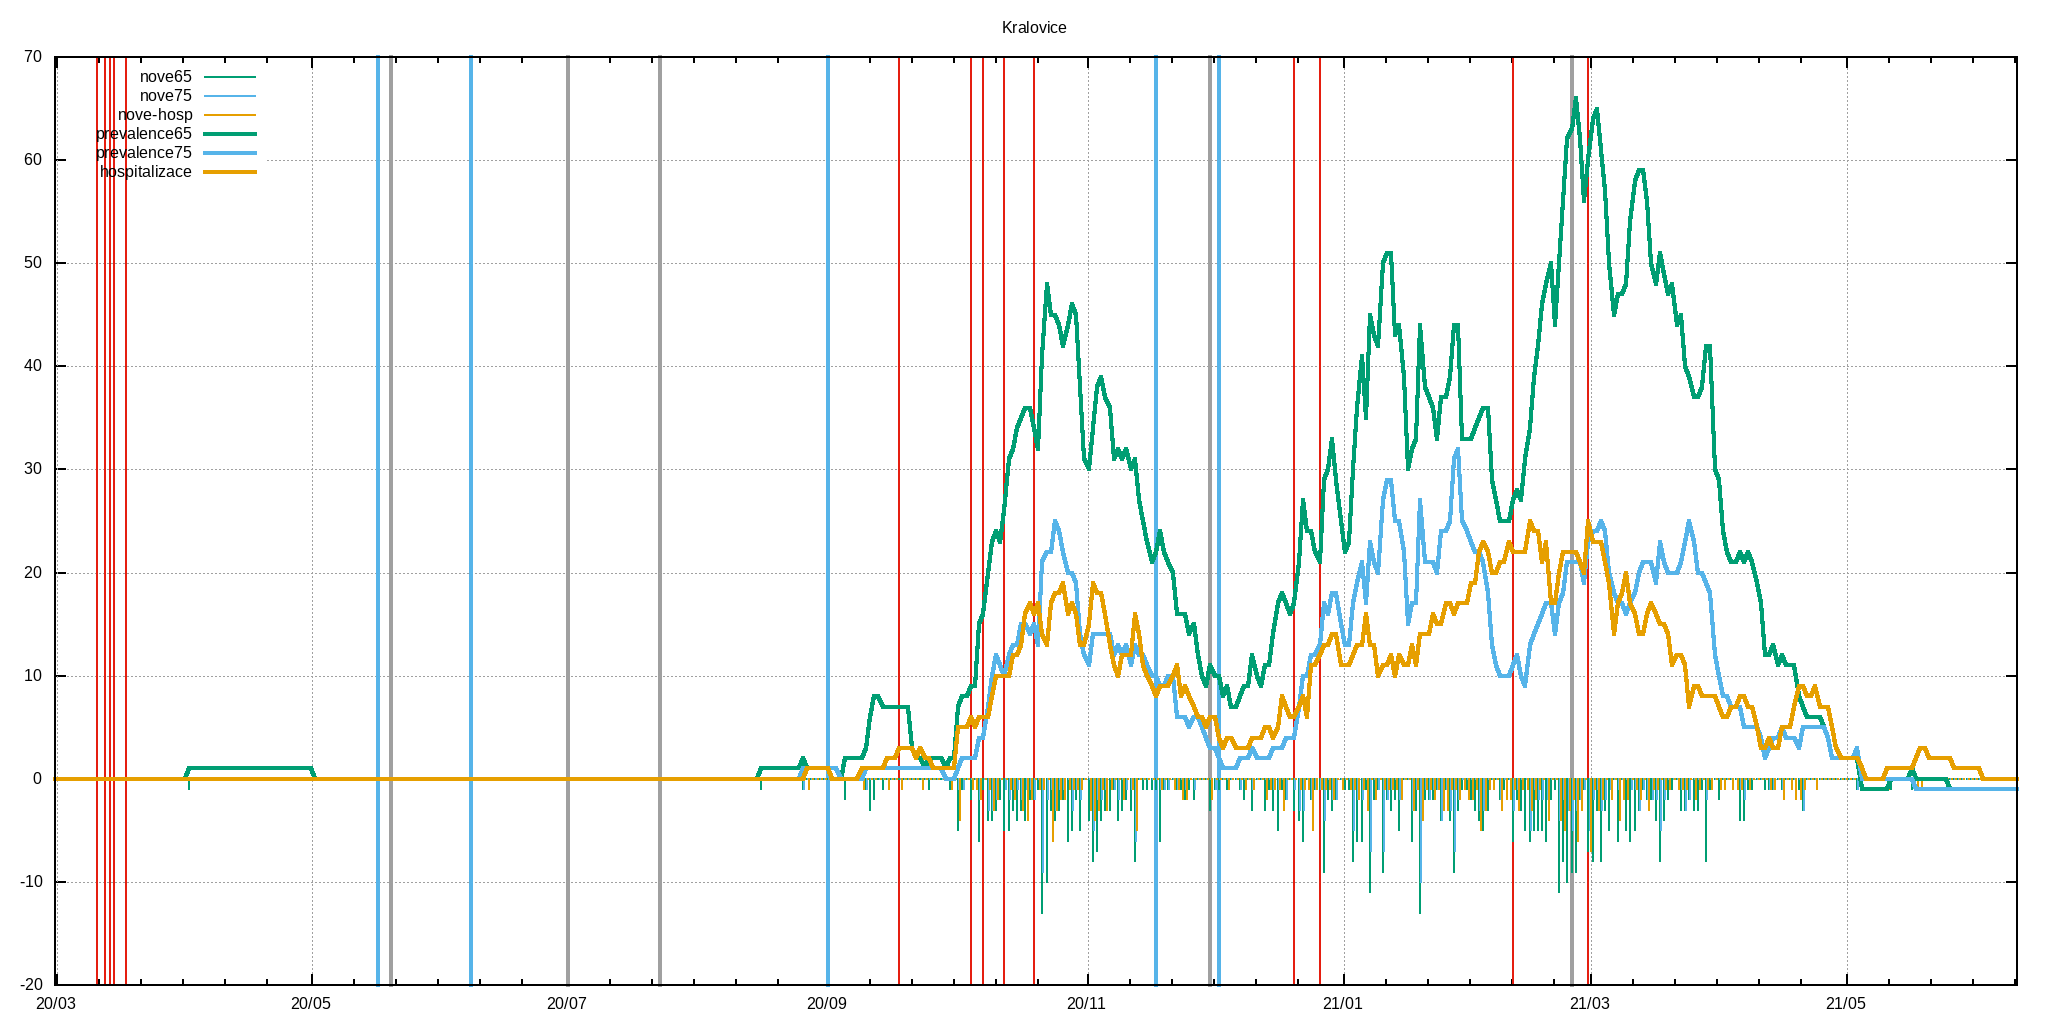 Kralovice
70
60
50
40
30
20
10
0
-10
-20
nove65
nove75
nove-hosp
prevalence65
prevalence75
hospitalizace
20/03 20/05 20/07 20/09 20/11 21/01 21/03 21/05